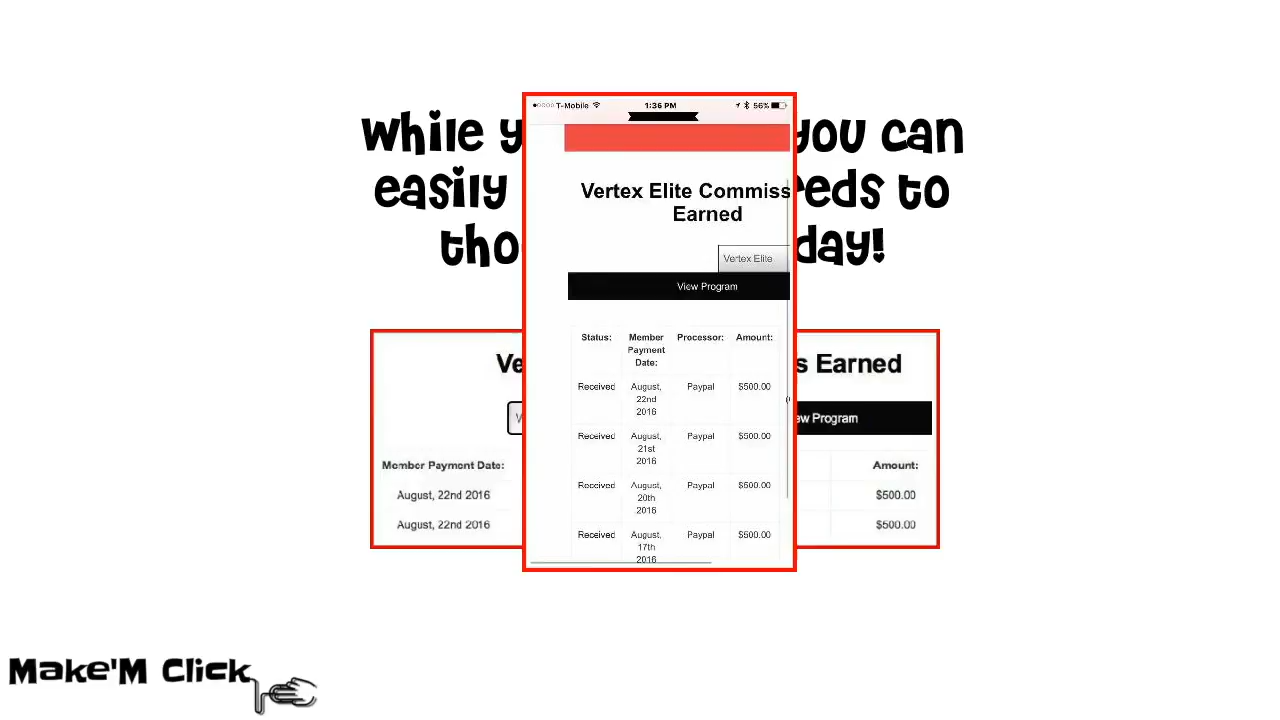 While you can
easily to
day!
T-Mobile 1:36 PM 56%
Vertex Elite Commiss
Earned
Vertex Elite
View Program
Status: Member Payment Date: Processor: Amount:
Received August, 22nd 2016 Paypal $500.00
Received August, 21st 2016 Paypal $500.00
Received August, 20th 2016 Paypal $500.00
Received August, 17th 2016 Paypal $500.00
Earned
Program
Member Payment Date: Amount:
August, 22nd 2016 $500.00
August, 22nd 2016 $500.00
Make'M Click